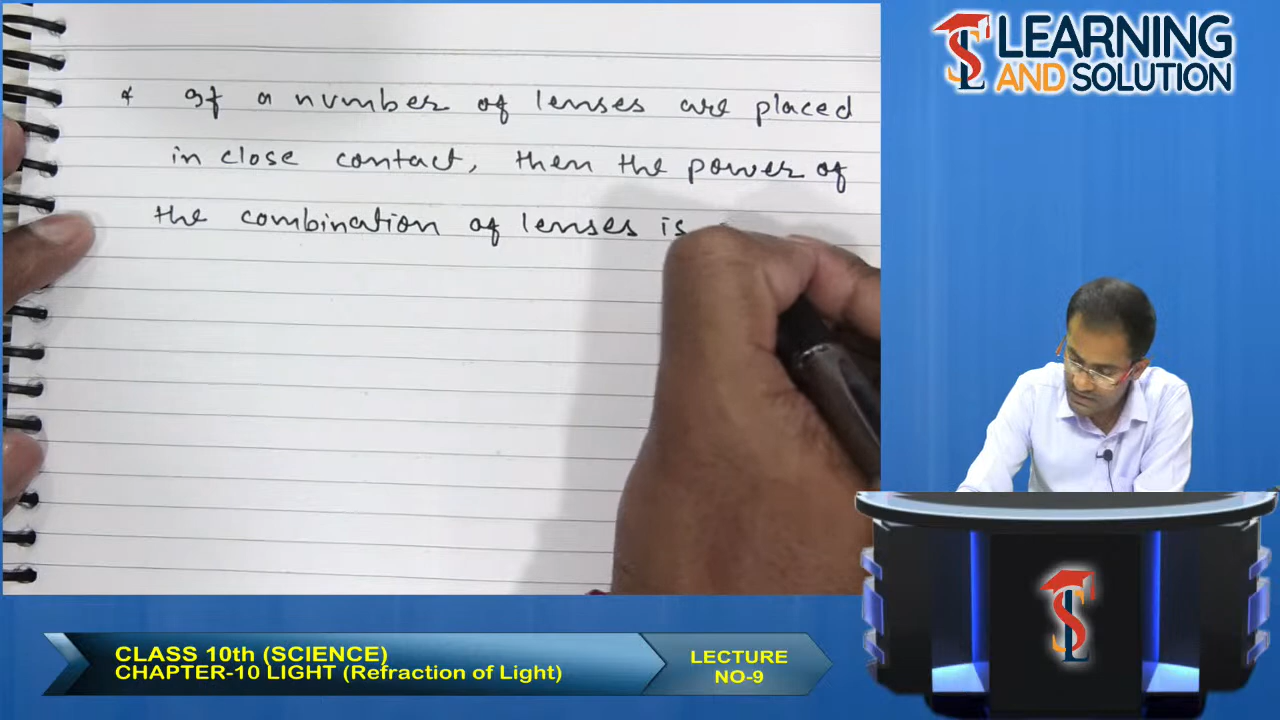 * If a number of lenses are placed
in close contact, then the power of
the combination of lenses is
LEARNING
AND SOLUTION
CLASS 10th (SCIENCE)
CHAPTER-10 LIGHT (Refraction of Light)
LECTURE
NO-9